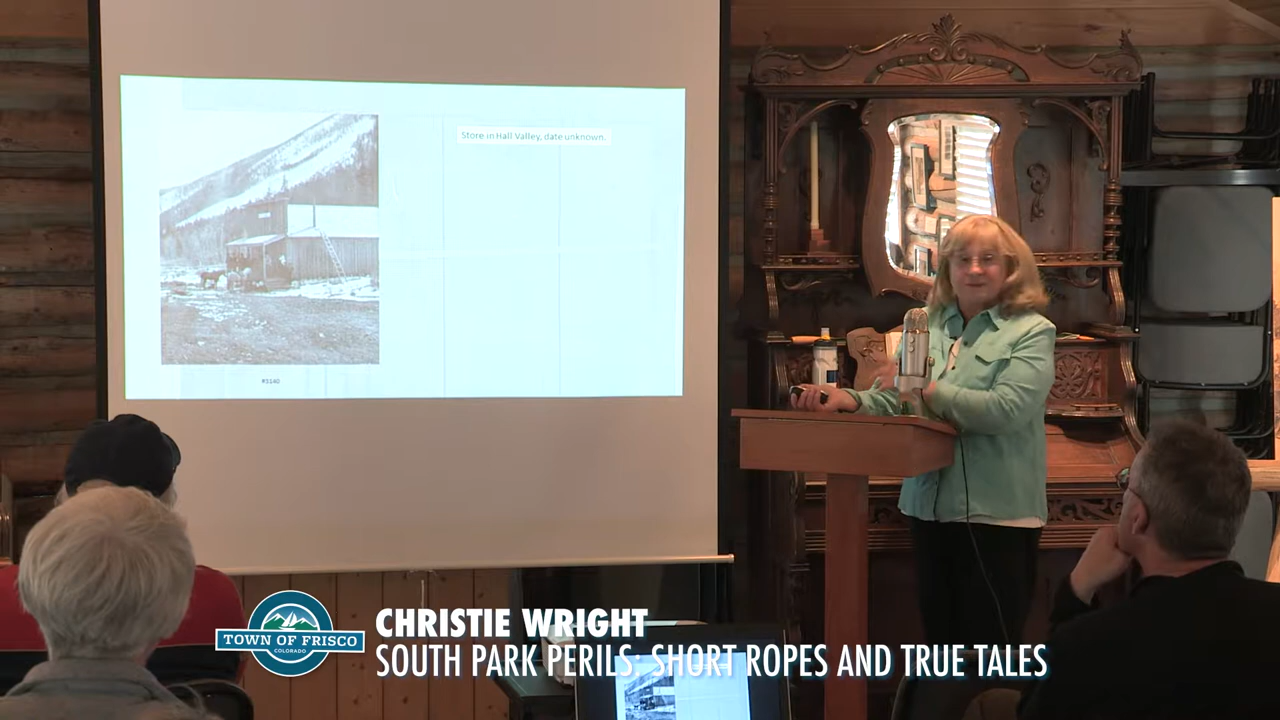 Store in Hall Valley, date unknown.
#3140
TOWN OF FRISCO
COLORADO
CHRISTIE WRIGHT
SOUTH PARK PERILS: SHORT ROPES AND TRUE TALES